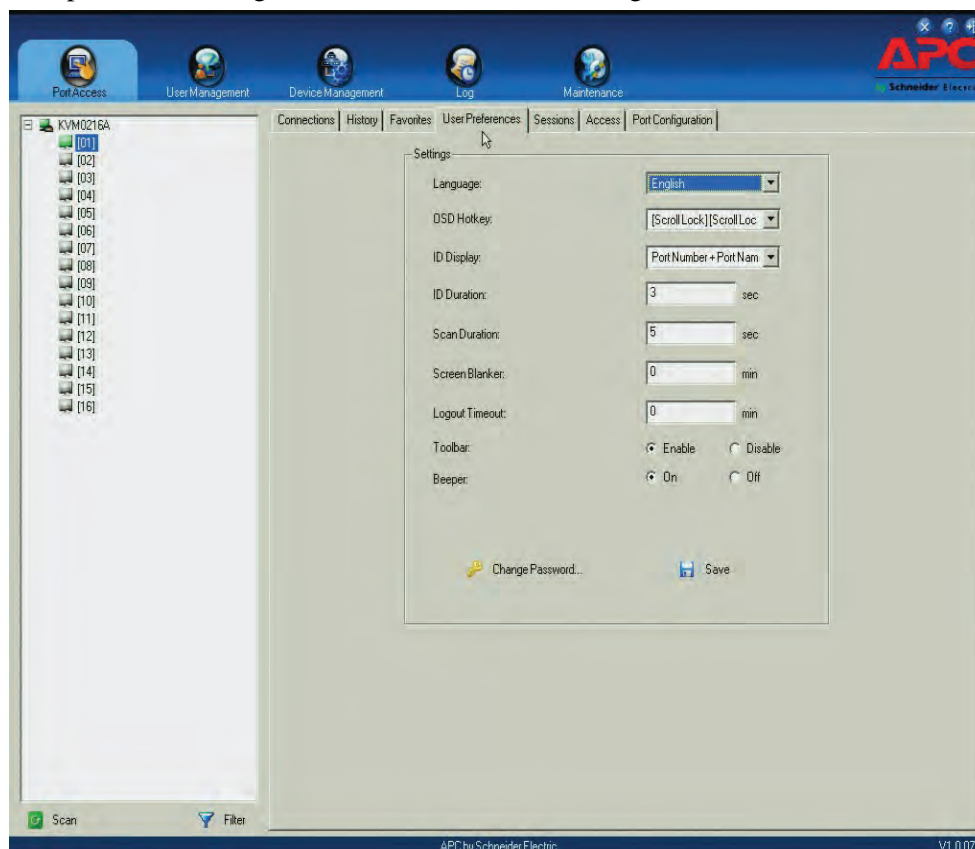 APC
Schneider Electric
Port Access
User Management
Device Management
Log
Maintenance
KVM0216A
[01]
[02]
[03]
[04]
[05]
[06]
[07]
[08]
[09]
[10]
[11]
[12]
[13]
[14]
[15]
[16]
Connections History Favorites User Preferences Sessions Access Port Configuration
Settings
Language: English
OSD Hotkey: [Scroll Lock][Scroll Loc
ID Display: Port Number + Port Nam
ID Duration: 3 sec
Scan Duration: 5 sec
Screen Blanker: 0 min
Logout Timeout: 0 min
Toolbar: Enable Disable
Beeper: On Off
Change Password... Save
Scan Filter
APC by Schneider Electric